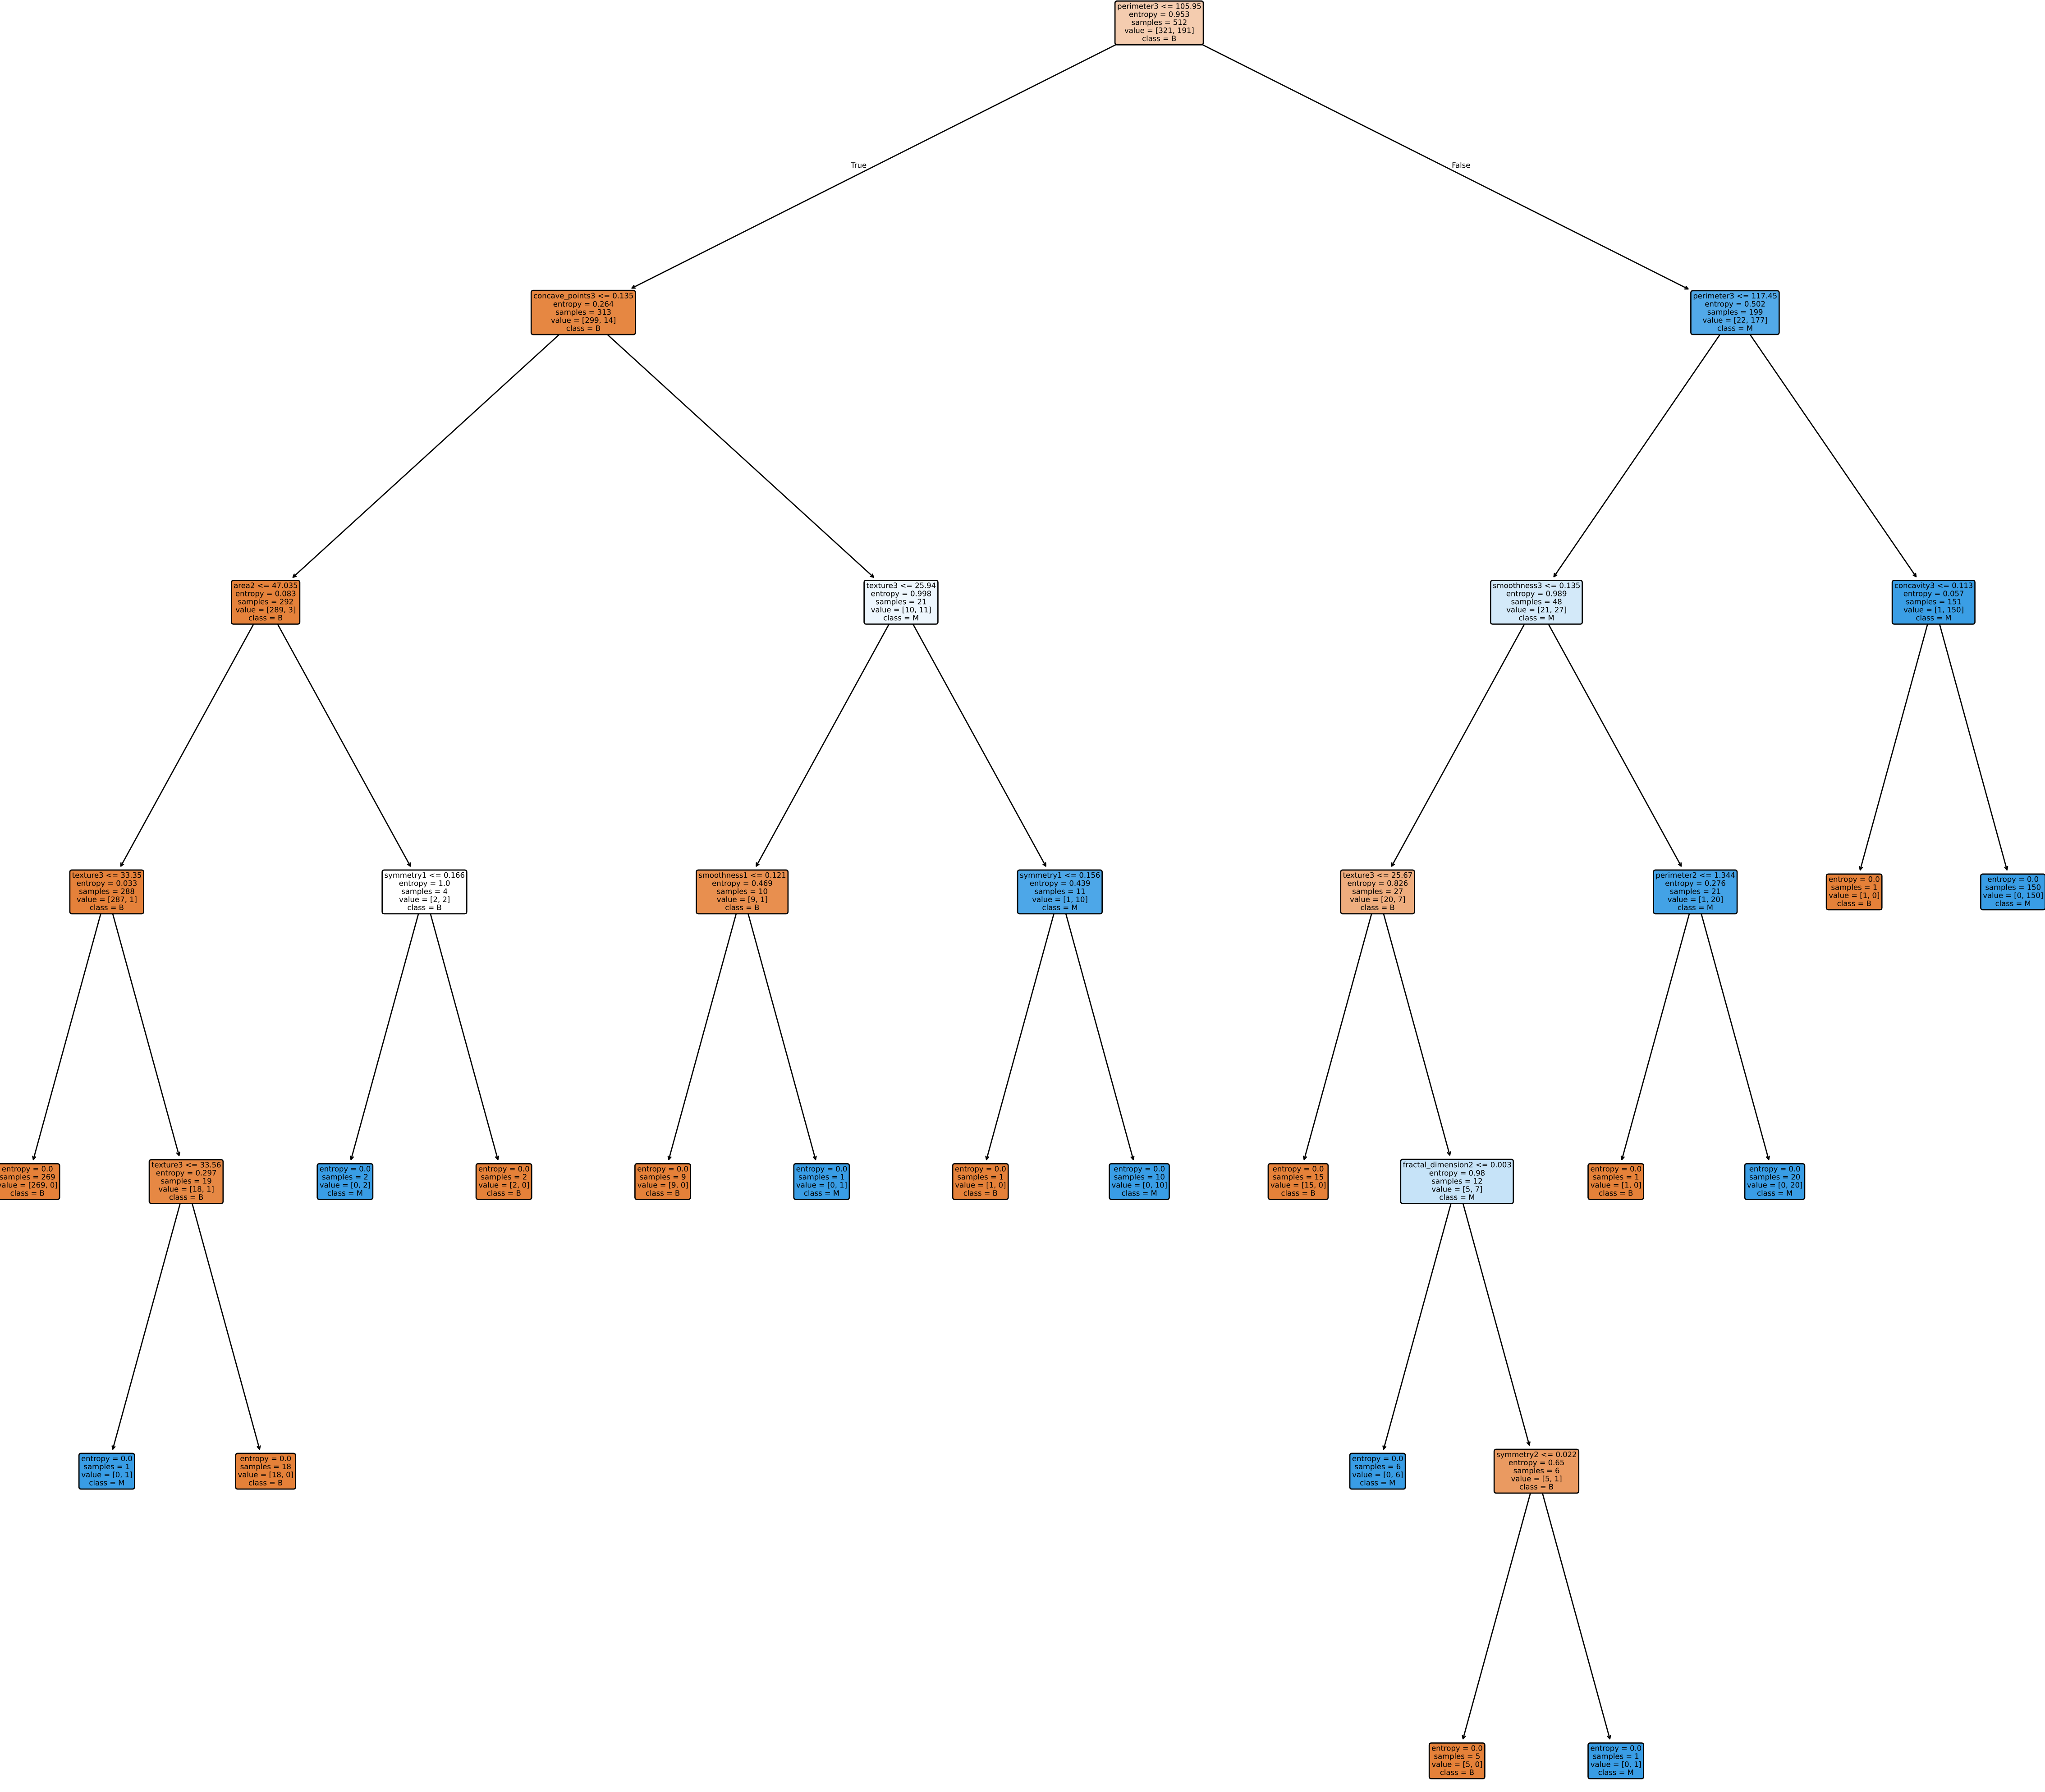 perimeter3 <= 105.95
entropy = 0.953
samples = 512
value = [321, 191]
class = B
True
False
concave_points3 <= 0.135
entropy = 0.264
samples = 313
value = [299, 14]
class = B
perimeter3 <= 117.45
entropy = 0.502
samples = 199
value = [22, 177]
class = M
area2 <= 47.035
entropy = 0.083
samples = 292
value = [289, 3]
class = B
texture3 <= 25.94
entropy = 0.998
samples = 21
value = [10, 11]
class = M
smoothness3 <= 0.135
entropy = 0.989
samples = 48
value = [21, 27]
class = M
concavity3 <= 0.113
entropy = 0.057
samples = 151
value = [1, 150]
class = M
texture3 <= 33.35
entropy = 0.033
samples = 288
value = [287, 1]
class = B
symmetry1 <= 0.166
entropy = 1.0
samples = 4
value = [2, 2]
class = B
smoothness1 <= 0.121
entropy = 0.469
samples = 10
value = [9, 1]
class = B
symmetry1 <= 0.156
entropy = 0.439
samples = 11
value = [1, 10]
class = M
texture3 <= 25.67
entropy = 0.826
samples = 27
value = [20, 7]
class = B
perimeter2 <= 1.344
entropy = 0.276
samples = 21
value = [1, 20]
class = M
entropy = 0.0
samples = 1
value = [1, 0]
class = B
entropy = 0.0
samples = 150
value = [0, 150]
class = M
entropy = 0.0
samples = 269
value = [269, 0]
class = B
texture3 <= 33.56
entropy = 0.297
samples = 19
value = [18, 1]
class = B
entropy = 0.0
samples = 2
value = [0, 2]
class = M
entropy = 0.0
samples = 2
value = [2, 0]
class = B
entropy = 0.0
samples = 9
value = [9, 0]
class = B
entropy = 0.0
samples = 1
value = [0, 1]
class = M
entropy = 0.0
samples = 1
value = [1, 0]
class = B
entropy = 0.0
samples = 10
value = [0, 10]
class = M
entropy = 0.0
samples = 15
value = [15, 0]
class = B
fractal_dimension2 <= 0.003
entropy = 0.98
samples = 12
value = [5, 7]
class = M
entropy = 0.0
samples = 1
value = [1, 0]
class = B
entropy = 0.0
samples = 20
value = [0, 20]
class = M
entropy = 0.0
samples = 1
value = [0, 1]
class = M
entropy = 0.0
samples = 18
value = [18, 0]
class = B
entropy = 0.0
samples = 6
value = [0, 6]
class = M
symmetry2 <= 0.022
entropy = 0.65
samples = 6
value = [5, 1]
class = B
entropy = 0.0
samples = 5
value = [5, 0]
class = B
entropy = 0.0
samples = 1
value = [0, 1]
class = M